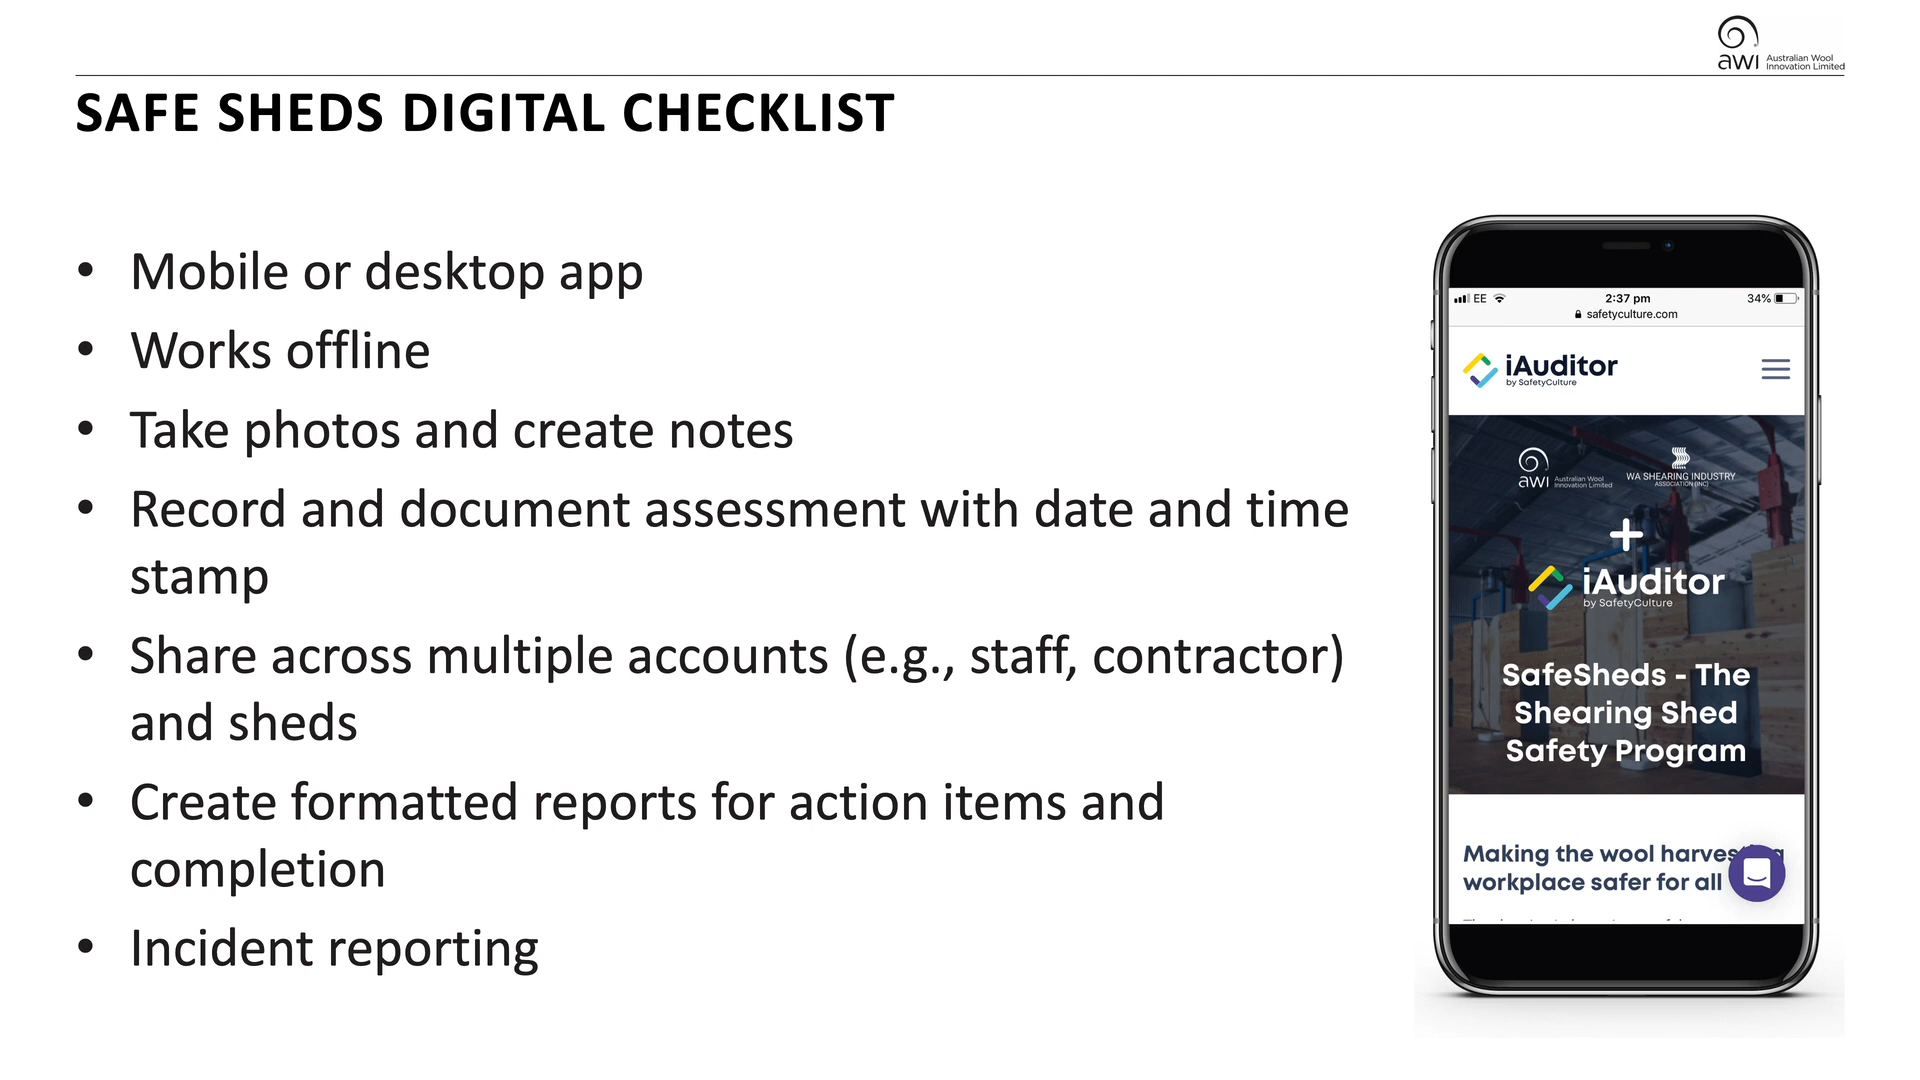 awi Australian Wool
Innovation Limited
SAFE SHEDS DIGITAL CHECKLIST
• Mobile or desktop app
• Works offline
• Take photos and create notes
• Record and document assessment with date and time
stamp
• Share across multiple accounts (e.g., staff, contractor)
and sheds
• Create formatted reports for action items and
completion
• Incident reporting
EE 2:37 pm 34%
safetyculture.com
iAuditor
by SafetyCulture
awi Australian Wool
Innovation Limited
WA SHEARING INDUSTRY
ASSOCIATION (INC)
+
iAuditor
by SafetyCulture
SafeSheds - The
Shearing Shed
Safety Program
Making the wool
workplace safer for all